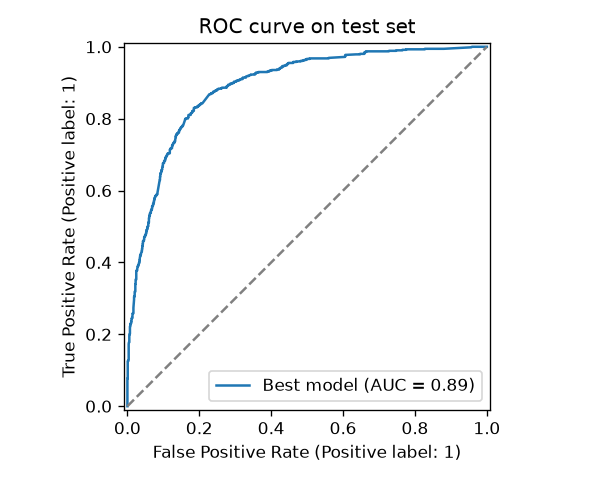 ROC curve on test set
True Positive Rate (Positive label: 1)
1.0
0.8
0.6
0.4
0.2
0.0
Best model (AUC = 0.89)
0.0 0.2 0.4 0.6 0.8 1.0
False Positive Rate (Positive label: 1)